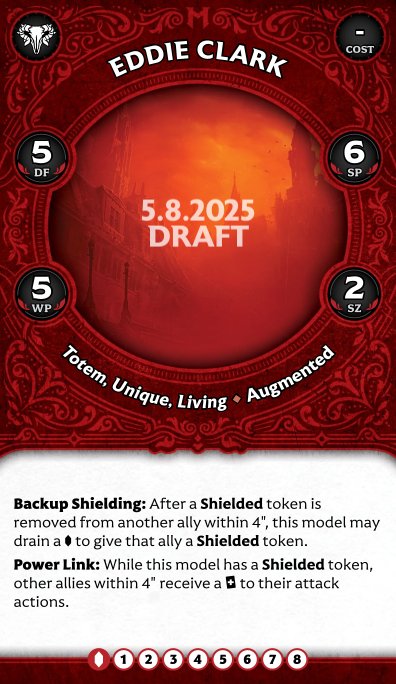 EDDIE CLARK
-
COST
5
DF
6
SP
5.8.2025
DRAFT
5
WP
2
SZ
Totem, Unique, Living ◆ Augmented
Backup Shielding: After a Shielded token is
removed from another ally within 4", this model may
drain a to give that ally a Shielded token.
Power Link: While this model has a Shielded token,
other allies within 4" receive a to their attack
actions.
1 2 3 4 5 6 7 8